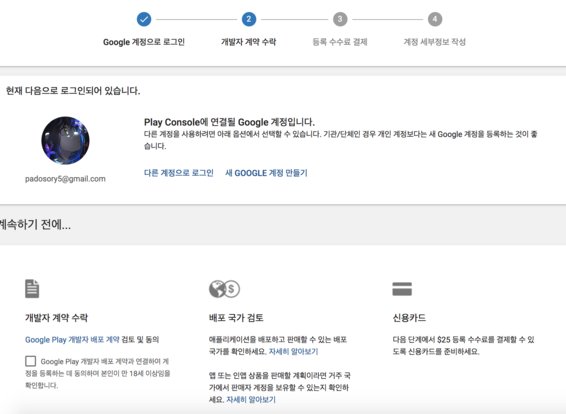 1
2
3
4
Google 계정으로 로그인
개발자 계약 수락
등록 수수료 결제
계정 세부정보 작성
현재 다음으로 로그인되어 있습니다.
padosory5@gmail.com
Play Console에 연결될 Google 계정입니다.
다른 계정을 사용하려면 아래 옵션에서 선택할 수 있습니다. 기관/단체인 경우 개인 계정보다는 새 Google 계정을 등록하는 것이 좋
습니다.
다른 계정으로 로그인 새 GOOGLE 계정 만들기
계속하기 전에...
개발자 계약 수락
Google Play 개발자 배포 계약 검토 및 동의
Google Play 개발자 배포 계약과 연결하여 계
정을 등록하는 데 동의하며 본인이 만 18세 이상임을
확인합니다.
배포 국가 검토
애플리케이션을 배포하고 판매할 수 있는 배포
국가를 확인하세요. 자세히 알아보기
앱 또는 인앱 상품을 판매할 계획이라면 거주 국
가에서 판매자 계정을 보유할 수 있는지 확인하
세요. 자세히 알아보기
신용카드
다음 단계에서 $25 등록 수수료를 결제할 수 있
도록 신용카드를 준비하세요.